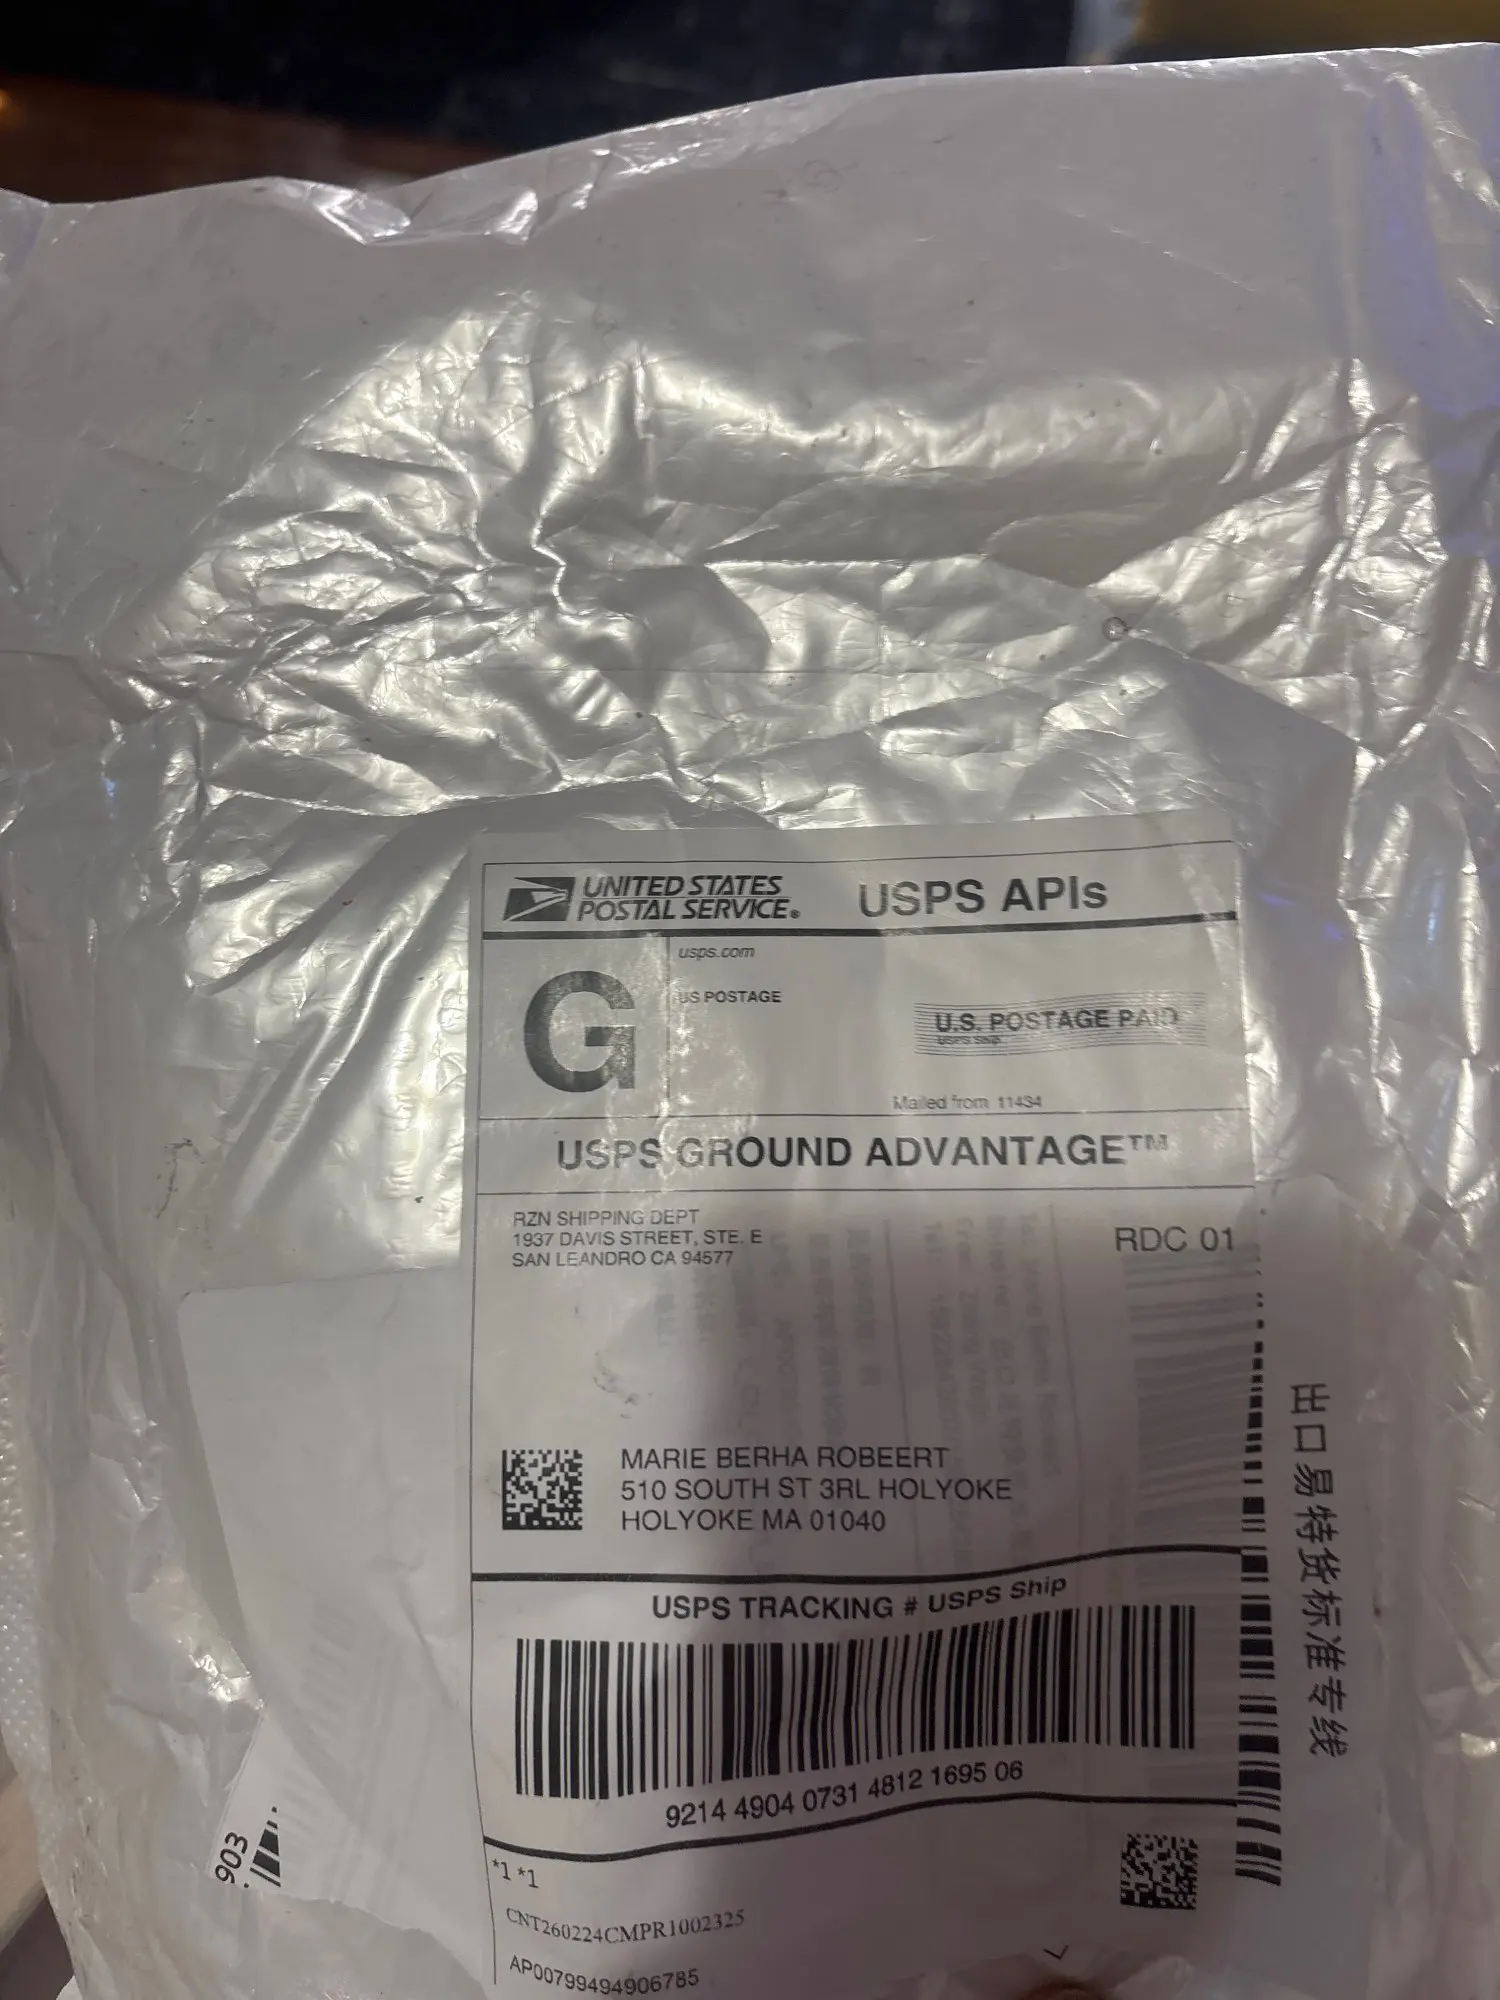 UNITED STATES
POSTAL SERVICE®
USPS APIs
G
usps.com
US POSTAGE
U.S. POSTAGE PAID
USPS Ship
Mailed from 11434
USPS GROUND ADVANTAGE™
RZN SHIPPING DEPT
1937 DAVIS STREET, STE. E
SAN LEANDRO CA 94577
RDC 01
MARIE BERHA ROBEERT
510 SOUTH ST 3RL HOLYOKE
HOLYOKE MA 01040
USPS TRACKING # USPS Ship
9214 4904 0731 4812 1695 06
*1 *1
CNT260224CMPR1002325
AP00799494906785
出口易特货标准专线
903